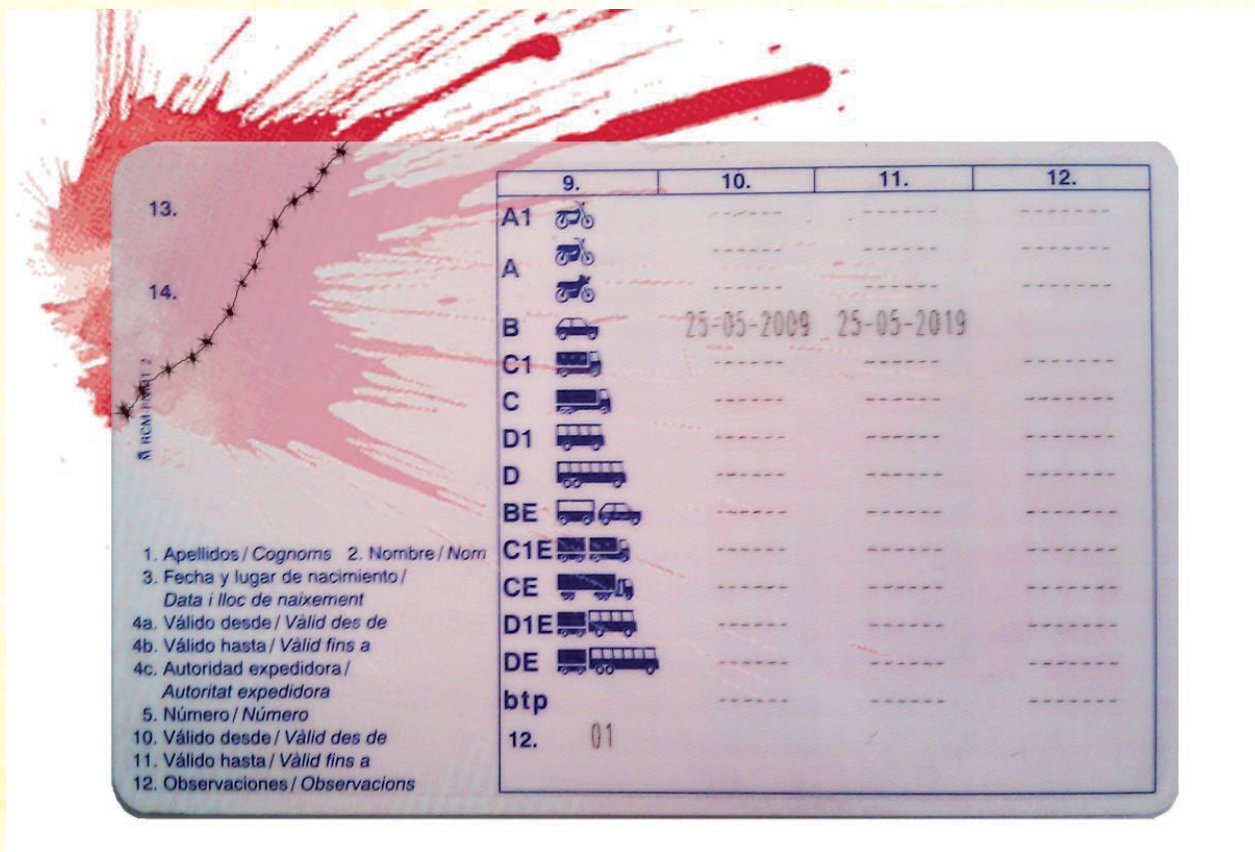 13.
14.
RCM-FNMT 2
1. Apellidos / Cognoms 2. Nombre / Nom
3. Fecha y lugar de nacimiento /
Data i lloc de naixement
4a. Válido desde / Vàlid des de
4b. Válido hasta / Vàlid fins a
4c. Autoridad expedidora /
Autoritat expedidora
5. Número / Número
10. Válido desde / Vàlid des de
11. Válido hasta / Vàlid fins a
12. Observaciones / Observacions
9. 10. 11. 12.
A1 ------ ------ ------
------ ------ ------
A
------ ------ ------
B 25-05-2009 25-05-2019
C1 ------ ------ ------
C ------ ------ ------
D1 ------ ------ ------
D ------ ------ ------
BE ------ ------ ------
C1E ------ ------ ------
CE ------ ------ ------
D1E ------ ------ ------
DE ------ ------ ------
btp ------ ------ ------
12. 01